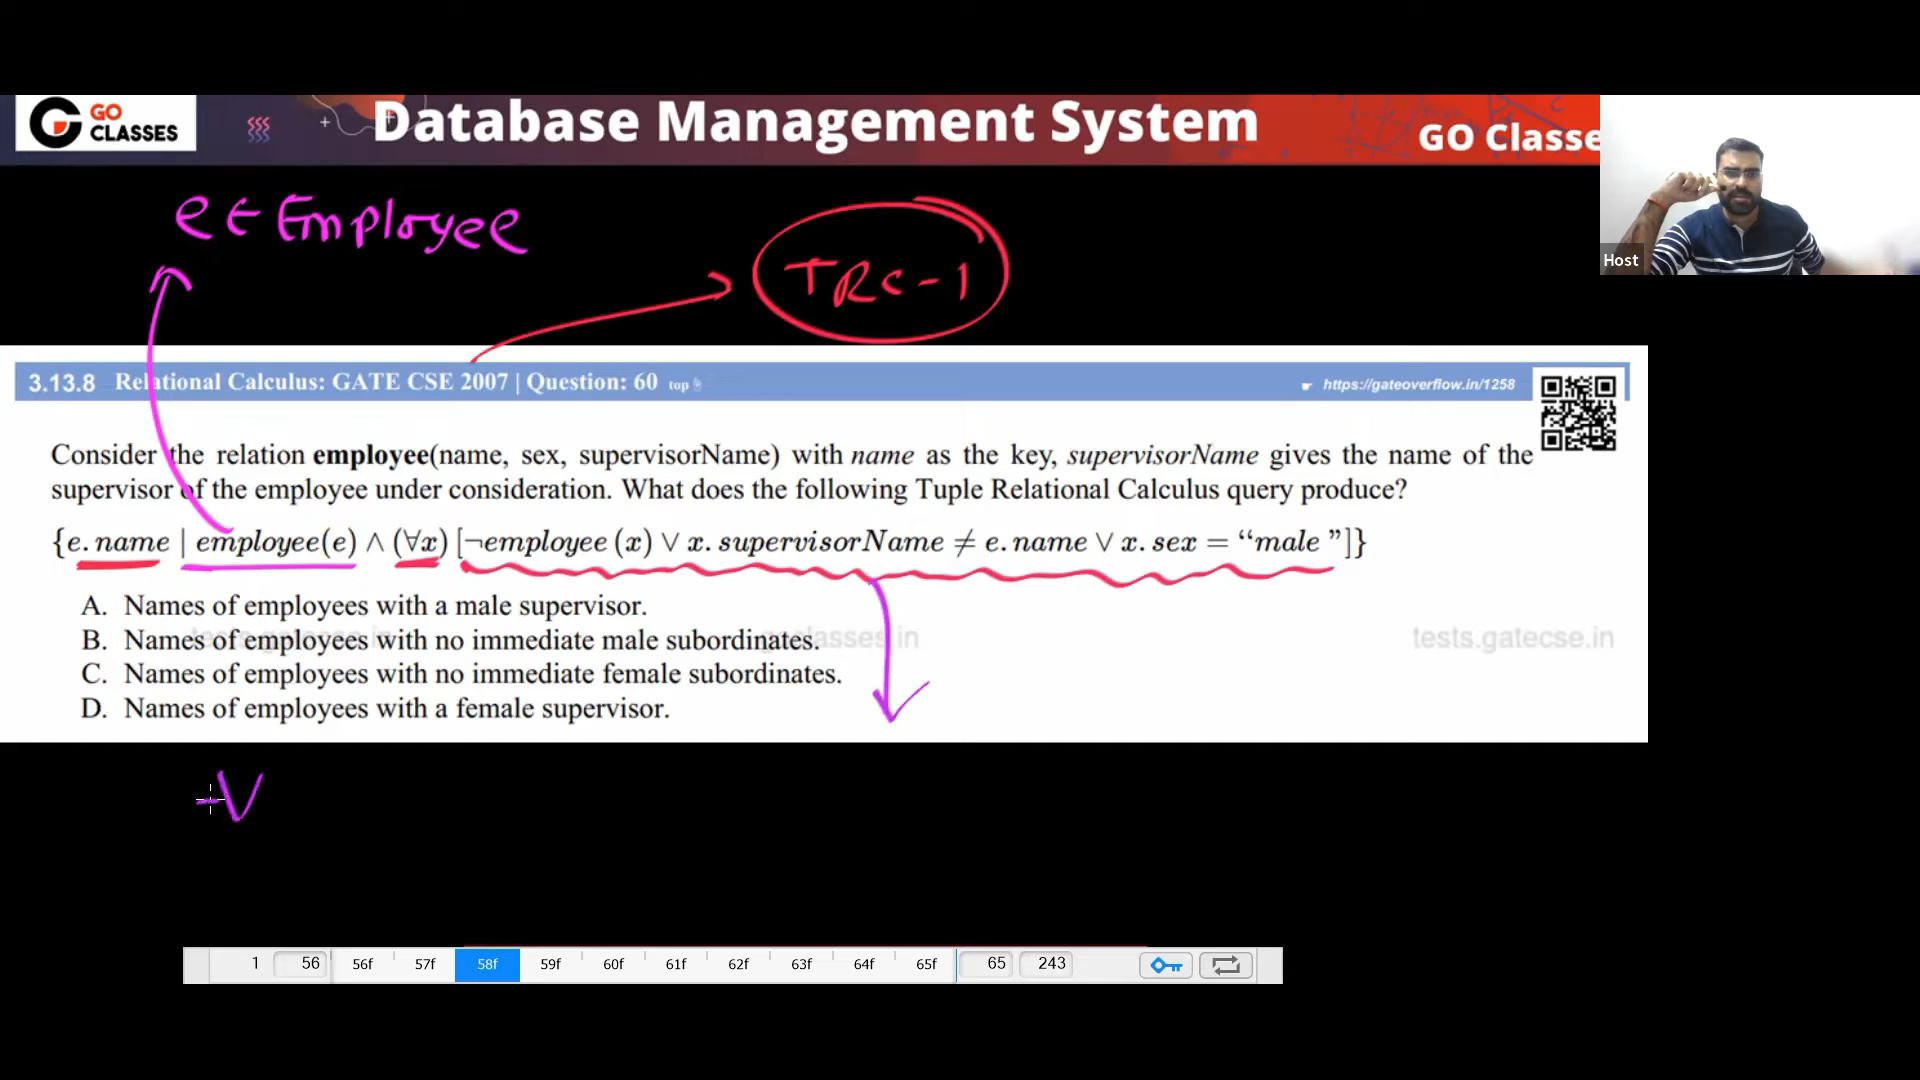 GO
CLASSES
Database Management System
GO Classe
Host
e ∈ Employee
TRC-1
3.13.8 Relational Calculus: GATE CSE 2007 | Question: 60 top
https://gateoverflow.in/1258
Consider the relation employee(name, sex, supervisorName) with name as the key, supervisorName gives the name of the
supervisor of the employee under consideration. What does the following Tuple Relational Calculus query produce?
{e.name | employee(e) ∧ (∀x) [¬employee (x) ∨ x.supervisorName ≠ e.name ∨ x.sex = “male ”]}
A. Names of employees with a male supervisor.
B. Names of employees with no immediate male subordinates.
C. Names of employees with no immediate female subordinates.
D. Names of employees with a female supervisor.
tests.gatecse.in goclasses.in tests.gatecse.in
1 56 56f 57f 58f 59f 60f 61f 62f 63f 64f 65f 65 243